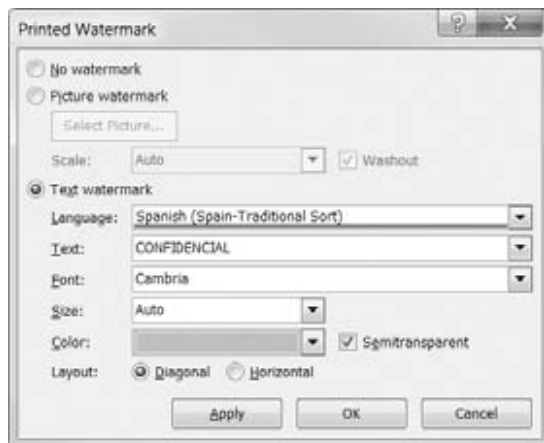 Printed Watermark
No watermark
Picture watermark
Select Picture...
Scale: Auto Washout
Text watermark
Language: Spanish (Spain-Traditional Sort)
Text: CONFIDENCIAL
Font: Cambria
Size: Auto
Color: Semitransparent
Layout: Diagonal Horizontal
Apply OK Cancel